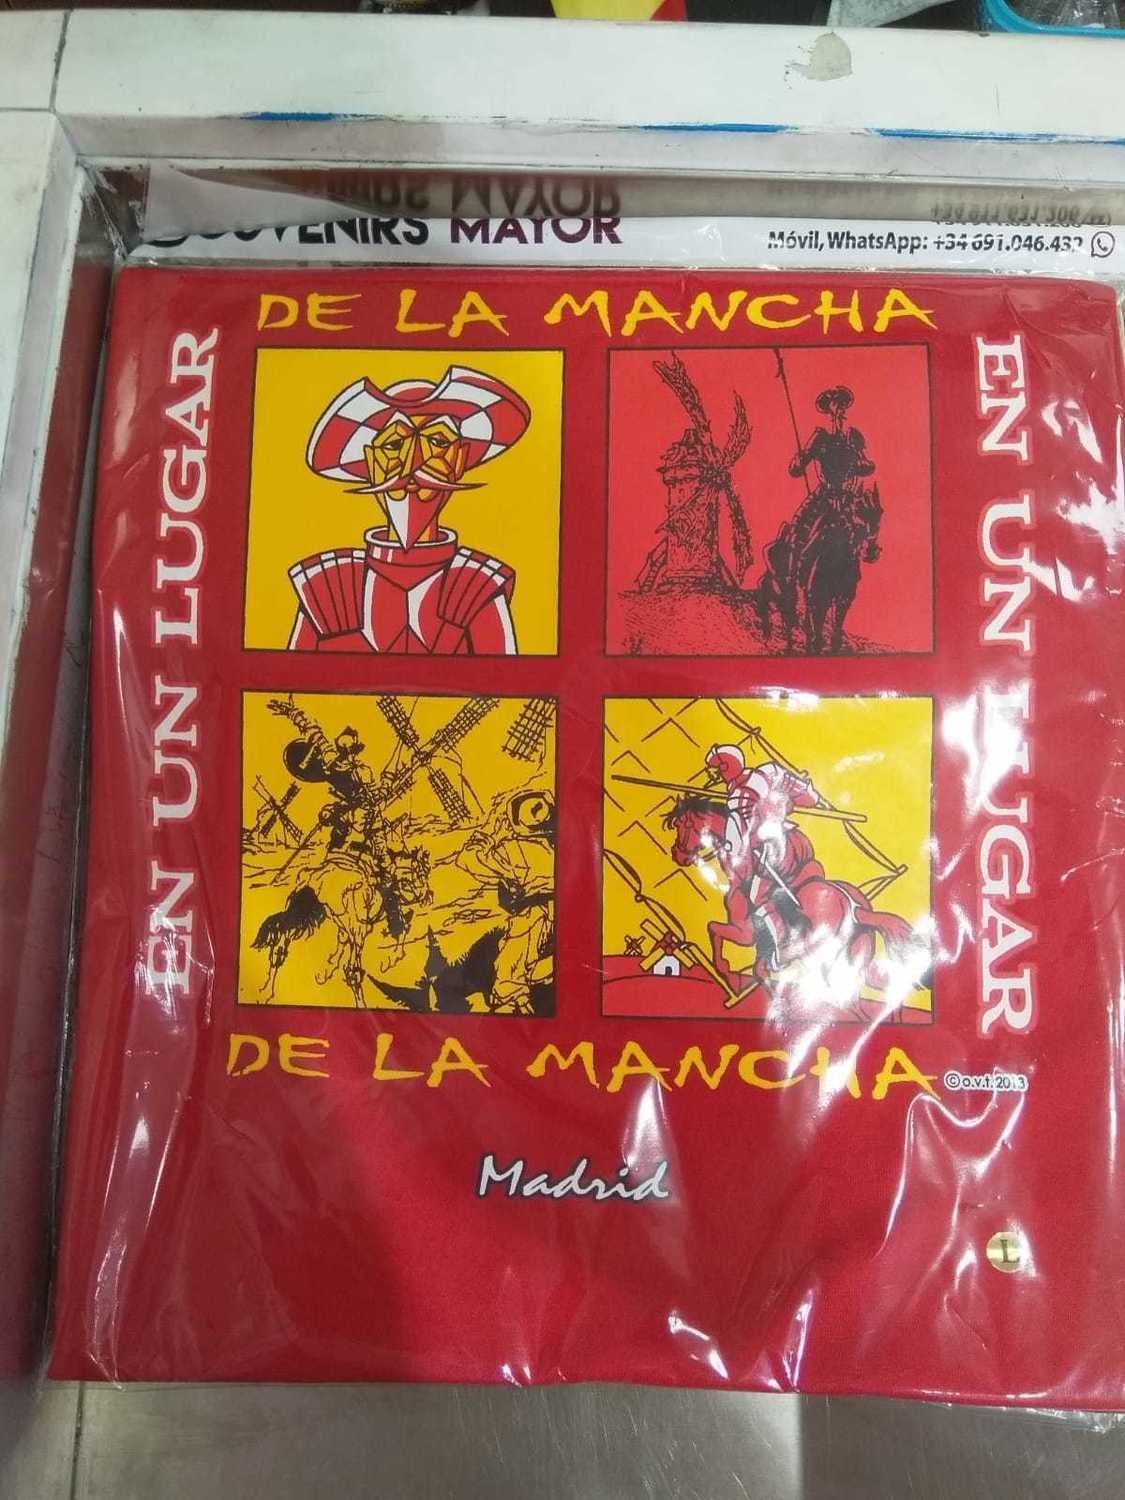 SOUVENIRS MAYOR
Móvil, WhatsApp: +34 691.046.432
DE LA MANCHA
EN UN LUGAR
EN UN LUGAR
DE LA MANCHA
©o.v.f. 2013
Madrid
L